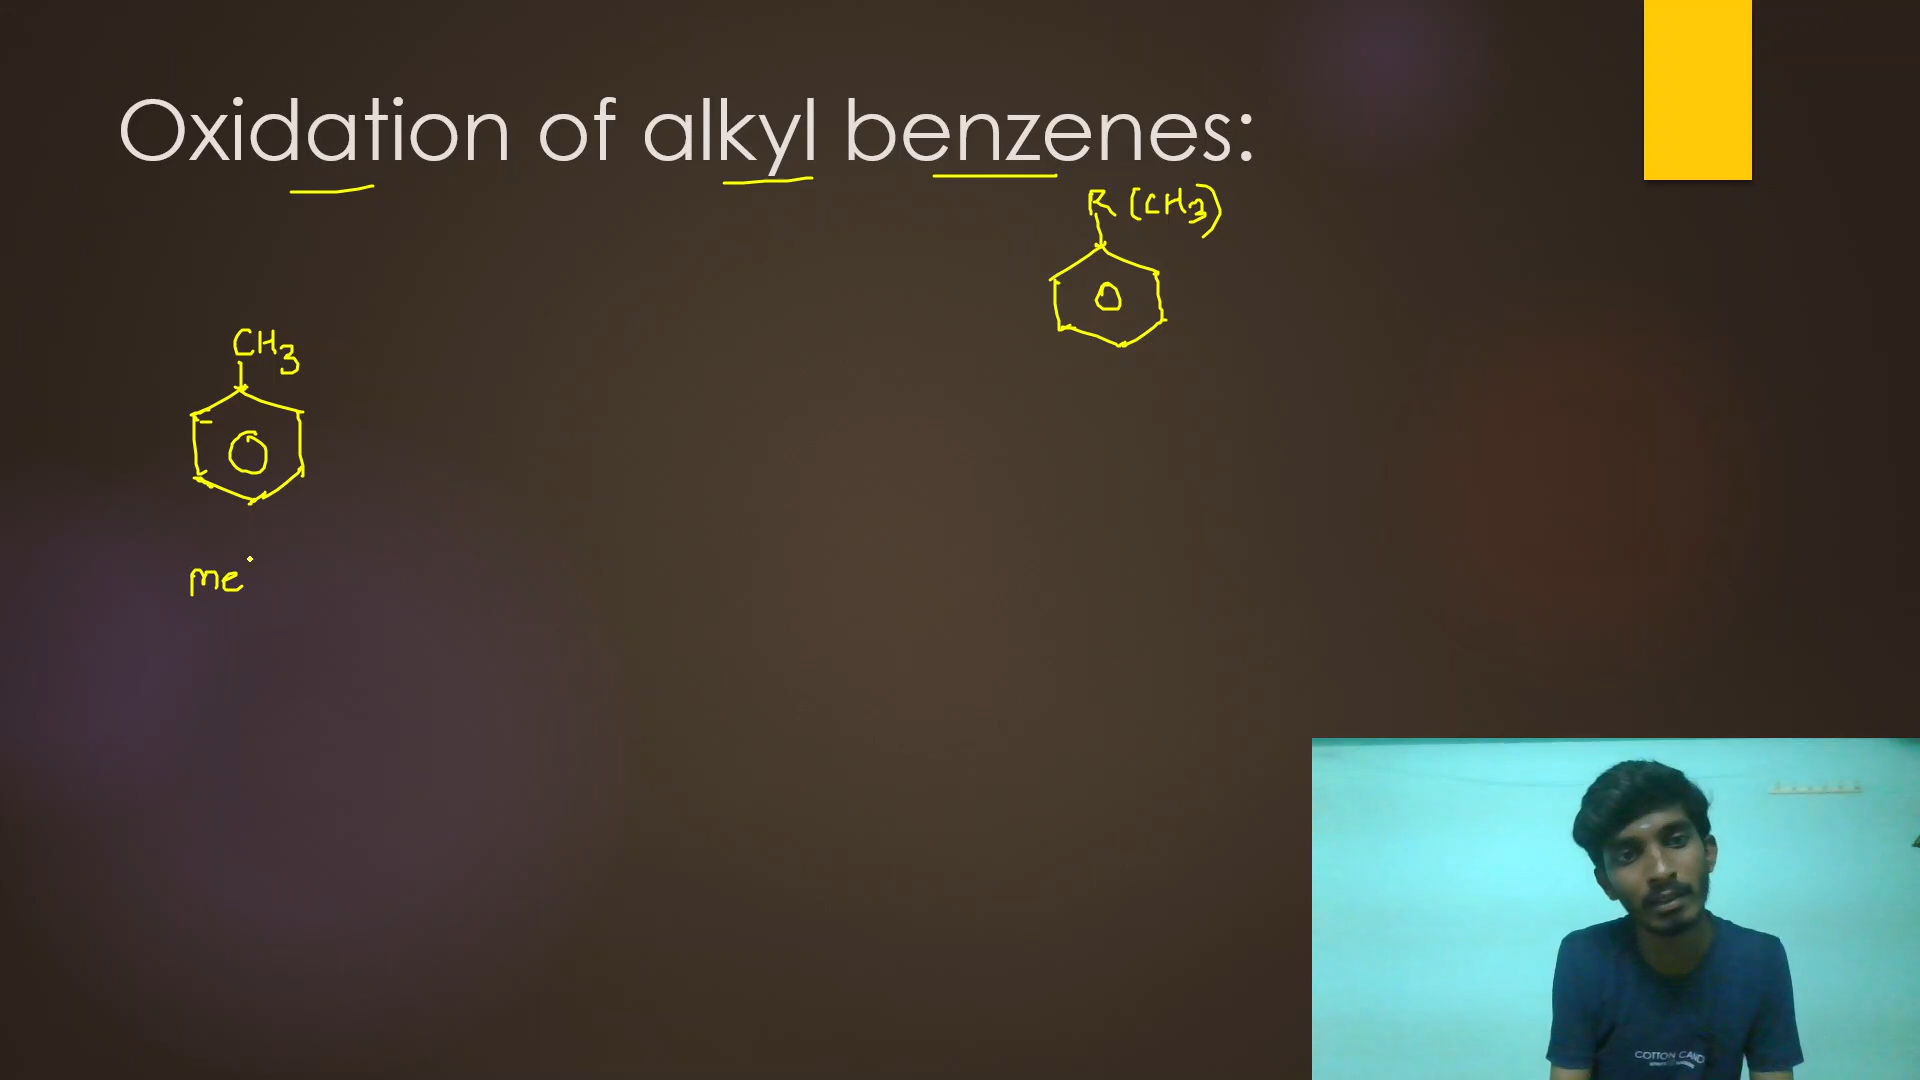 Oxidation of alkyl benzenes:
R (CH3)
CH3
me
COTTON CAND